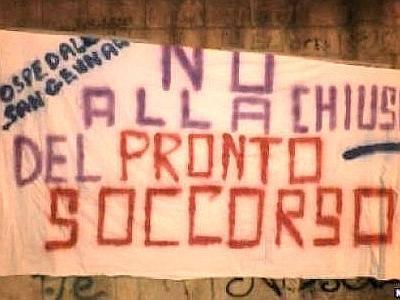 OSPEDALE
SAN GENNARO
NO
ALLA CHIUS
DEL PRONTO
SOCCORSO